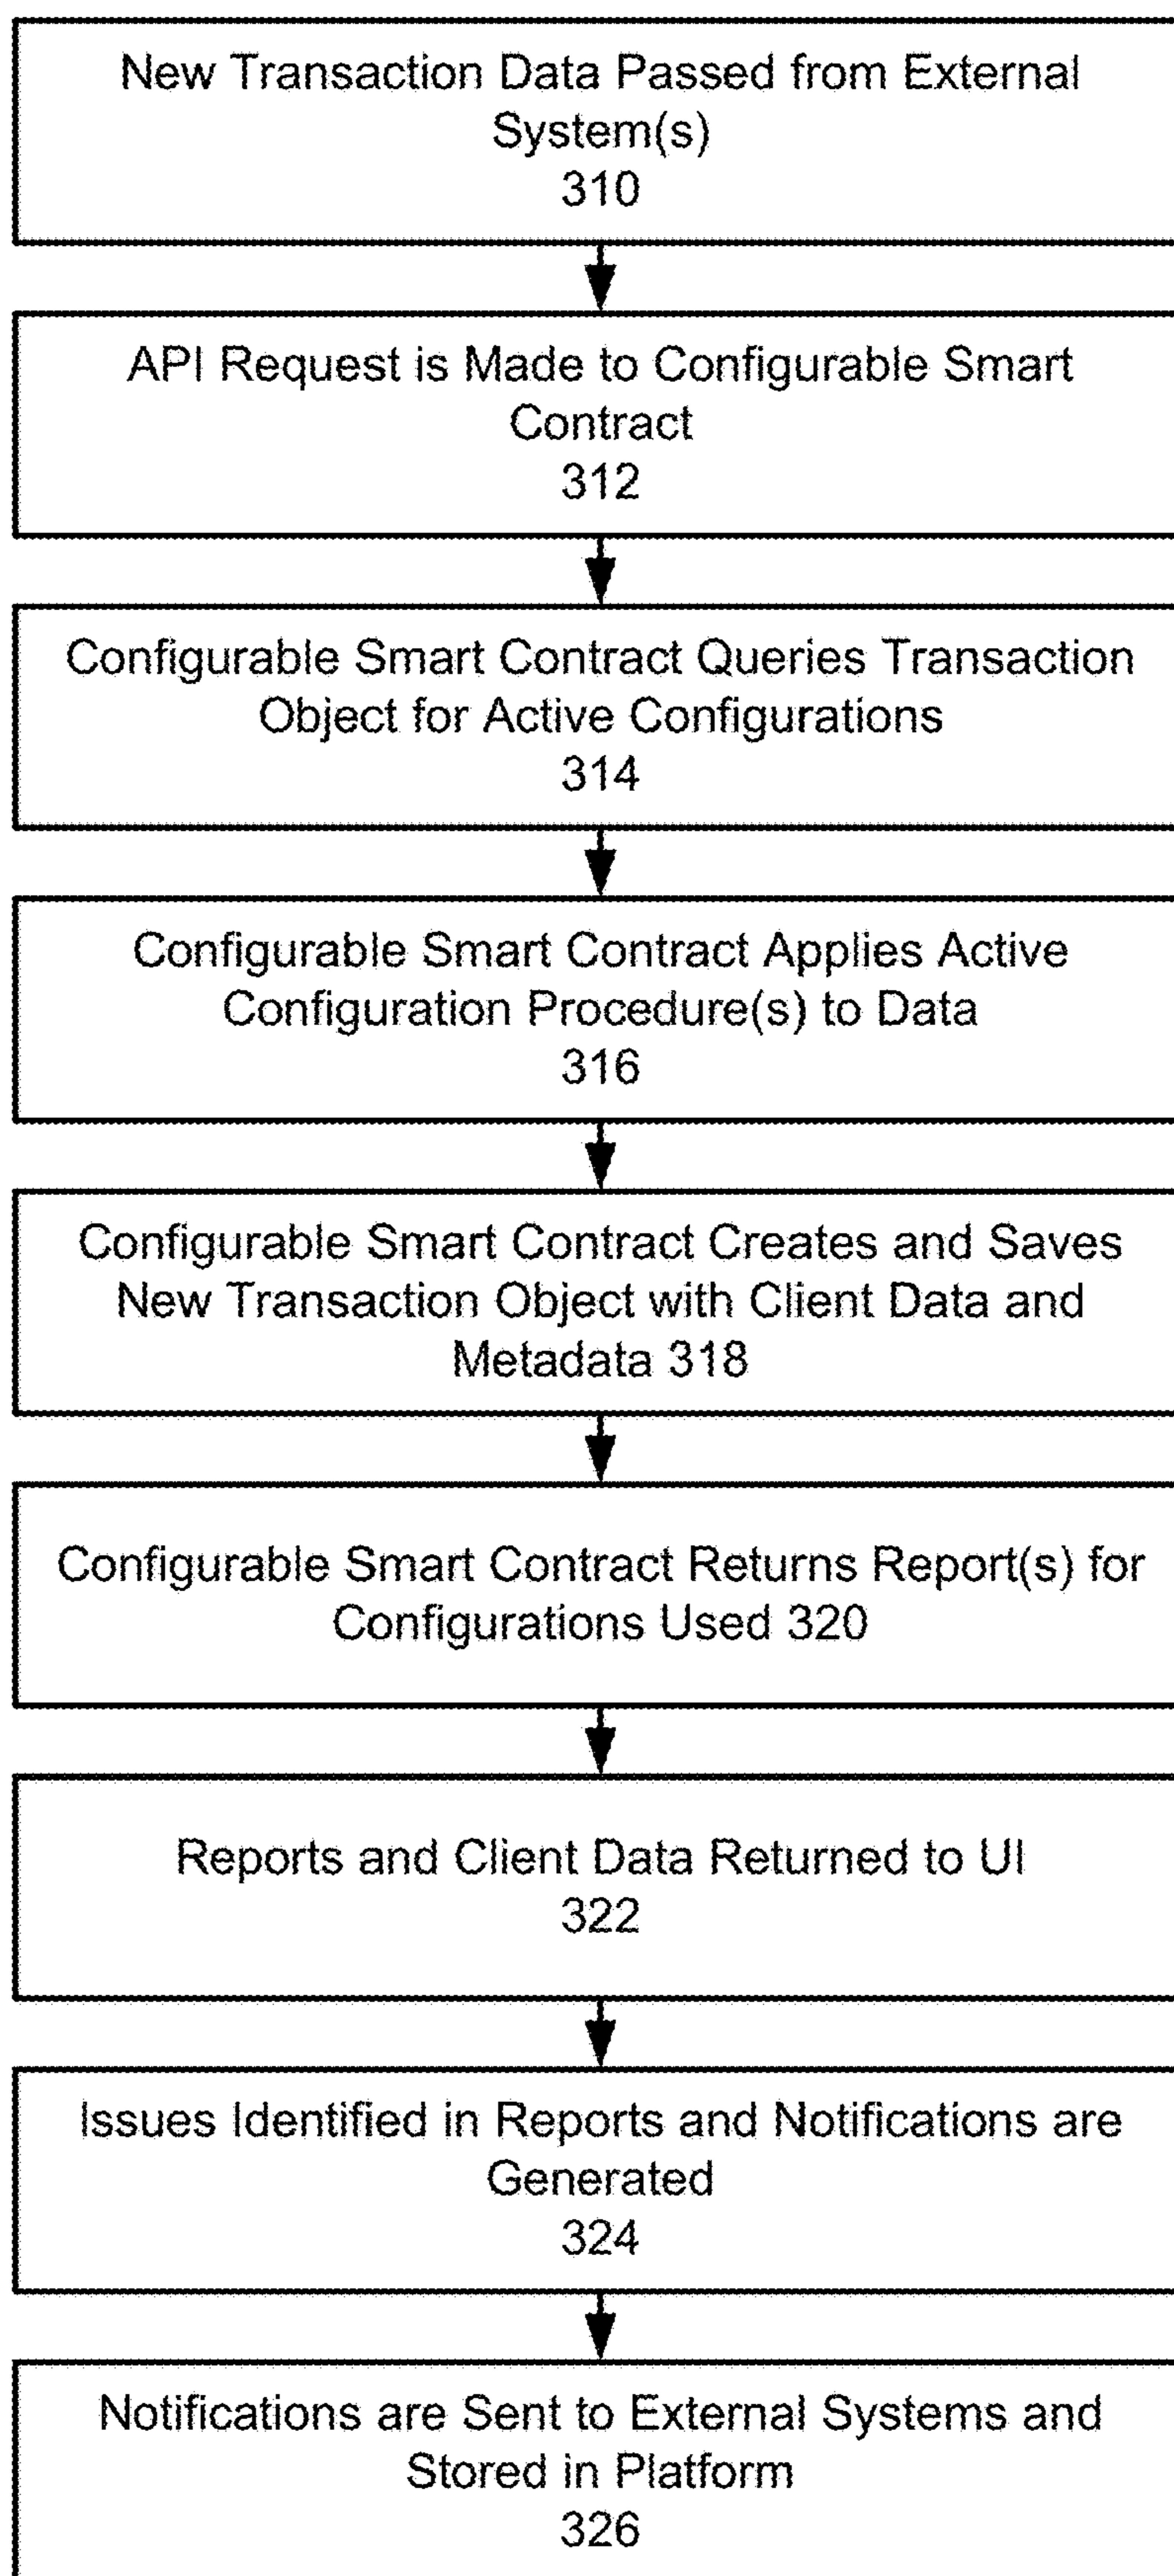 New Transaction Data Passed from External
System(s)
310
API Request is Made to Configurable Smart
Contract
312
Configurable Smart Contract Queries Transaction
Object for Active Configurations
314
Configurable Smart Contract Applies Active
Configuration Procedure(s) to Data
316
Configurable Smart Contract Creates and Saves
New Transaction Object with Client Data and
Metadata 318
Configurable Smart Contract Returns Report(s) for
Configurations Used 320
Reports and Client Data Returned to UI
322
Issues Identified in Reports and Notifications are
Generated
324
Notifications are Sent to External Systems and
Stored in Platform
326